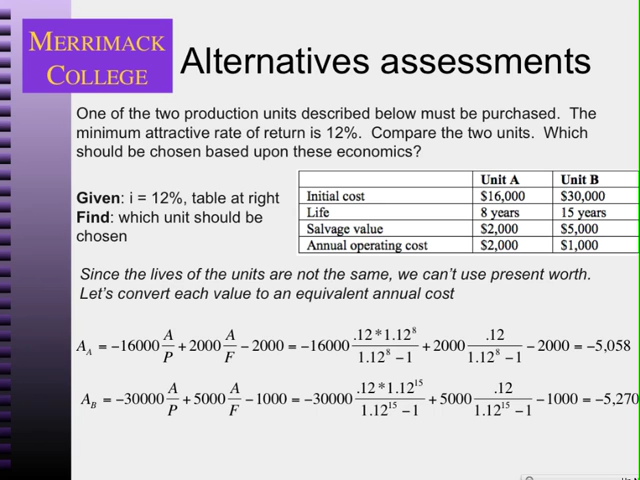 MERRIMACK
COLLEGE
Alternatives assessments
One of the two production units described below must be purchased. The
minimum attractive rate of return is 12%. Compare the two units. Which
should be chosen based upon these economics?
Given: i = 12%, table at right
Find: which unit should be
chosen
Unit A Unit B
Initial cost $16,000 $30,000
Life 8 years 15 years
Salvage value $2,000 $5,000
Annual operating cost $2,000 $1,000
Since the lives of the units are not the same, we can't use present worth.
Let's convert each value to an equivalent annual cost
A_A = −16000 A/P + 2000 A/F − 2000 = −16000 (.12*1.12^8)/(1.12^8 − 1) + 2000 (.12)/(1.12^8 − 1) − 2000 = −5,058
A_B = −30000 A/P + 5000 A/F − 1000 = −30000 (.12*1.12^15)/(1.12^15 − 1) + 5000 (.12)/(1.12^15 − 1) − 1000 = −5,270